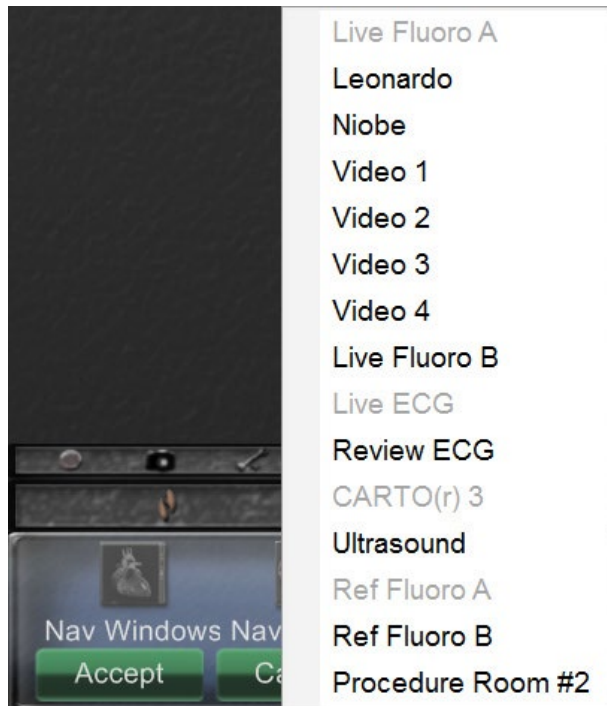 Live Fluoro A
Leonardo
Niobe
Video 1
Video 2
Video 3
Video 4
Live Fluoro B
Live ECG
Review ECG
CARTO(r) 3
Ultrasound
Ref Fluoro A
Ref Fluoro B
Procedure Room #2
Nav Windows Nav
Accept Ca